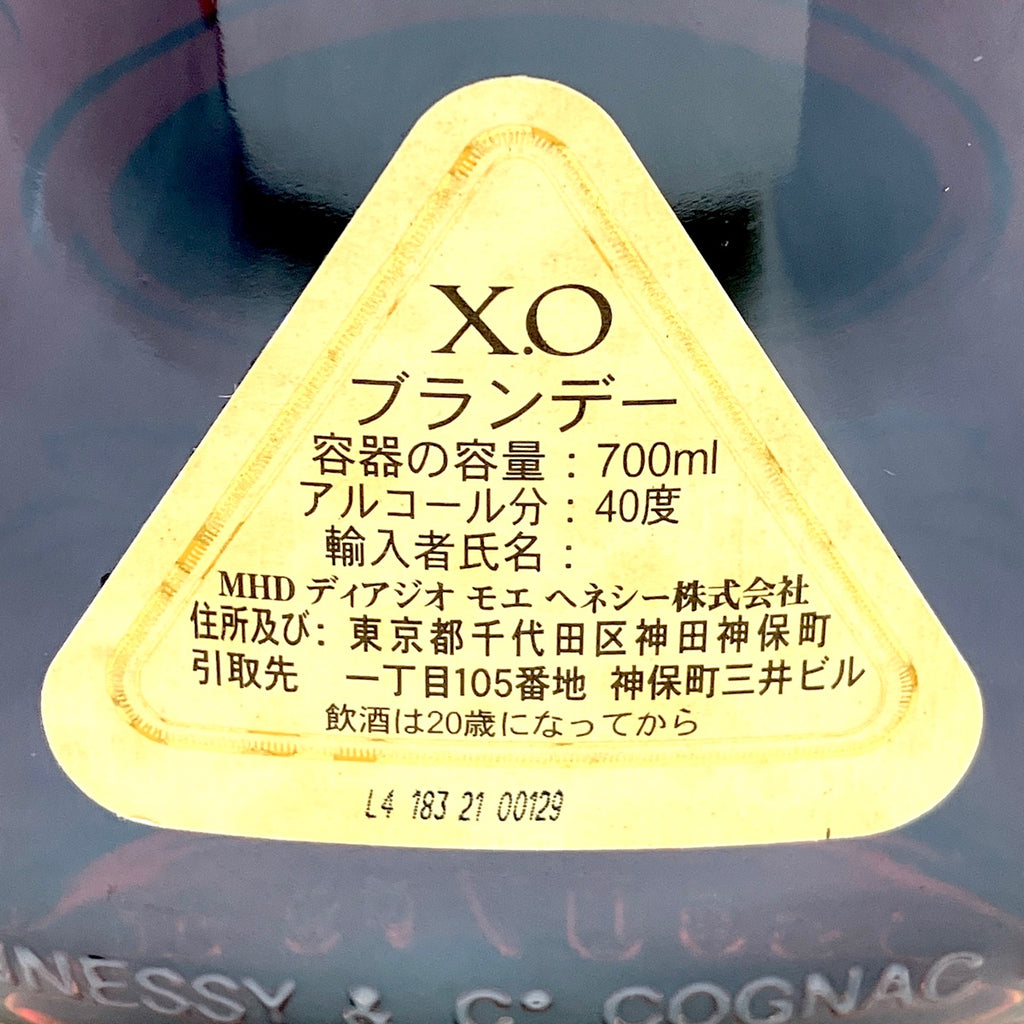 X.O
ブランデー
容器の容量：700ml
アルコール分：40度
輸入者氏名：
MHD ディアジオ モエ ヘネシー株式会社
住所及び：東京都千代田区神田神保町
引取先 一丁目105番地 神保町三井ビル
飲酒は20歳になってから
L4 183 21 00129
NNESSY & C° COGNAC